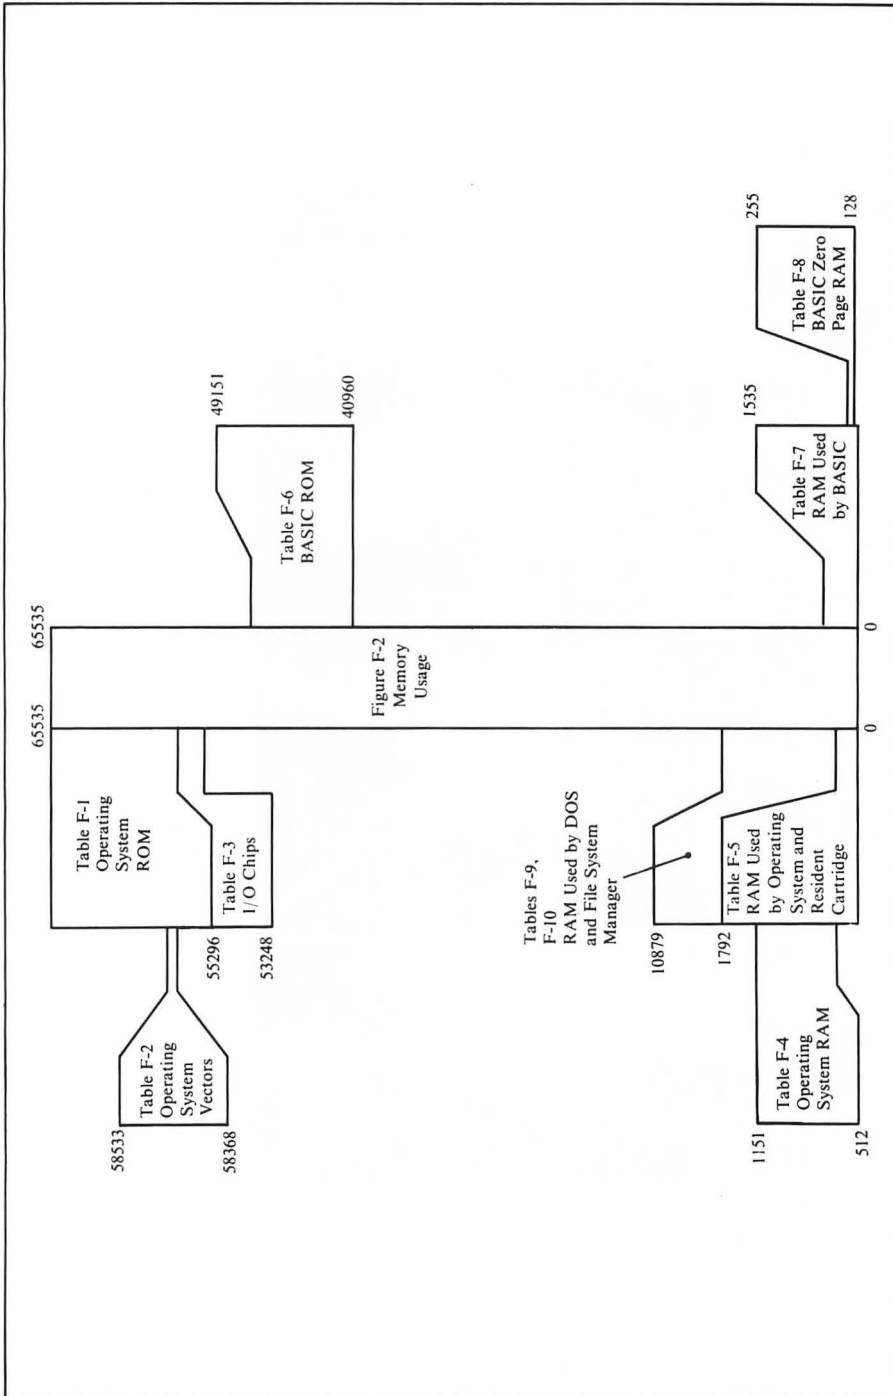 65535
65535
Table F-1
Operating
System
ROM
58533
Table F-2
Operating
System
Vectors
58368
55296
Table F-3
I/O Chips
53248
49151
Table F-6
BASIC ROM
40960
Figure F-2
Memory
Usage
Tables F-9,
F-10
RAM Used by DOS
and File System
Manager
10879
1792
Table F-5
RAM Used
by Operating
System and
Resident
Cartridge
1151
Table F-4
Operating
System RAM
512
0
0
1535
Table F-7
RAM Used
by BASIC
255
Table F-8
BASIC Zero
Page RAM
128